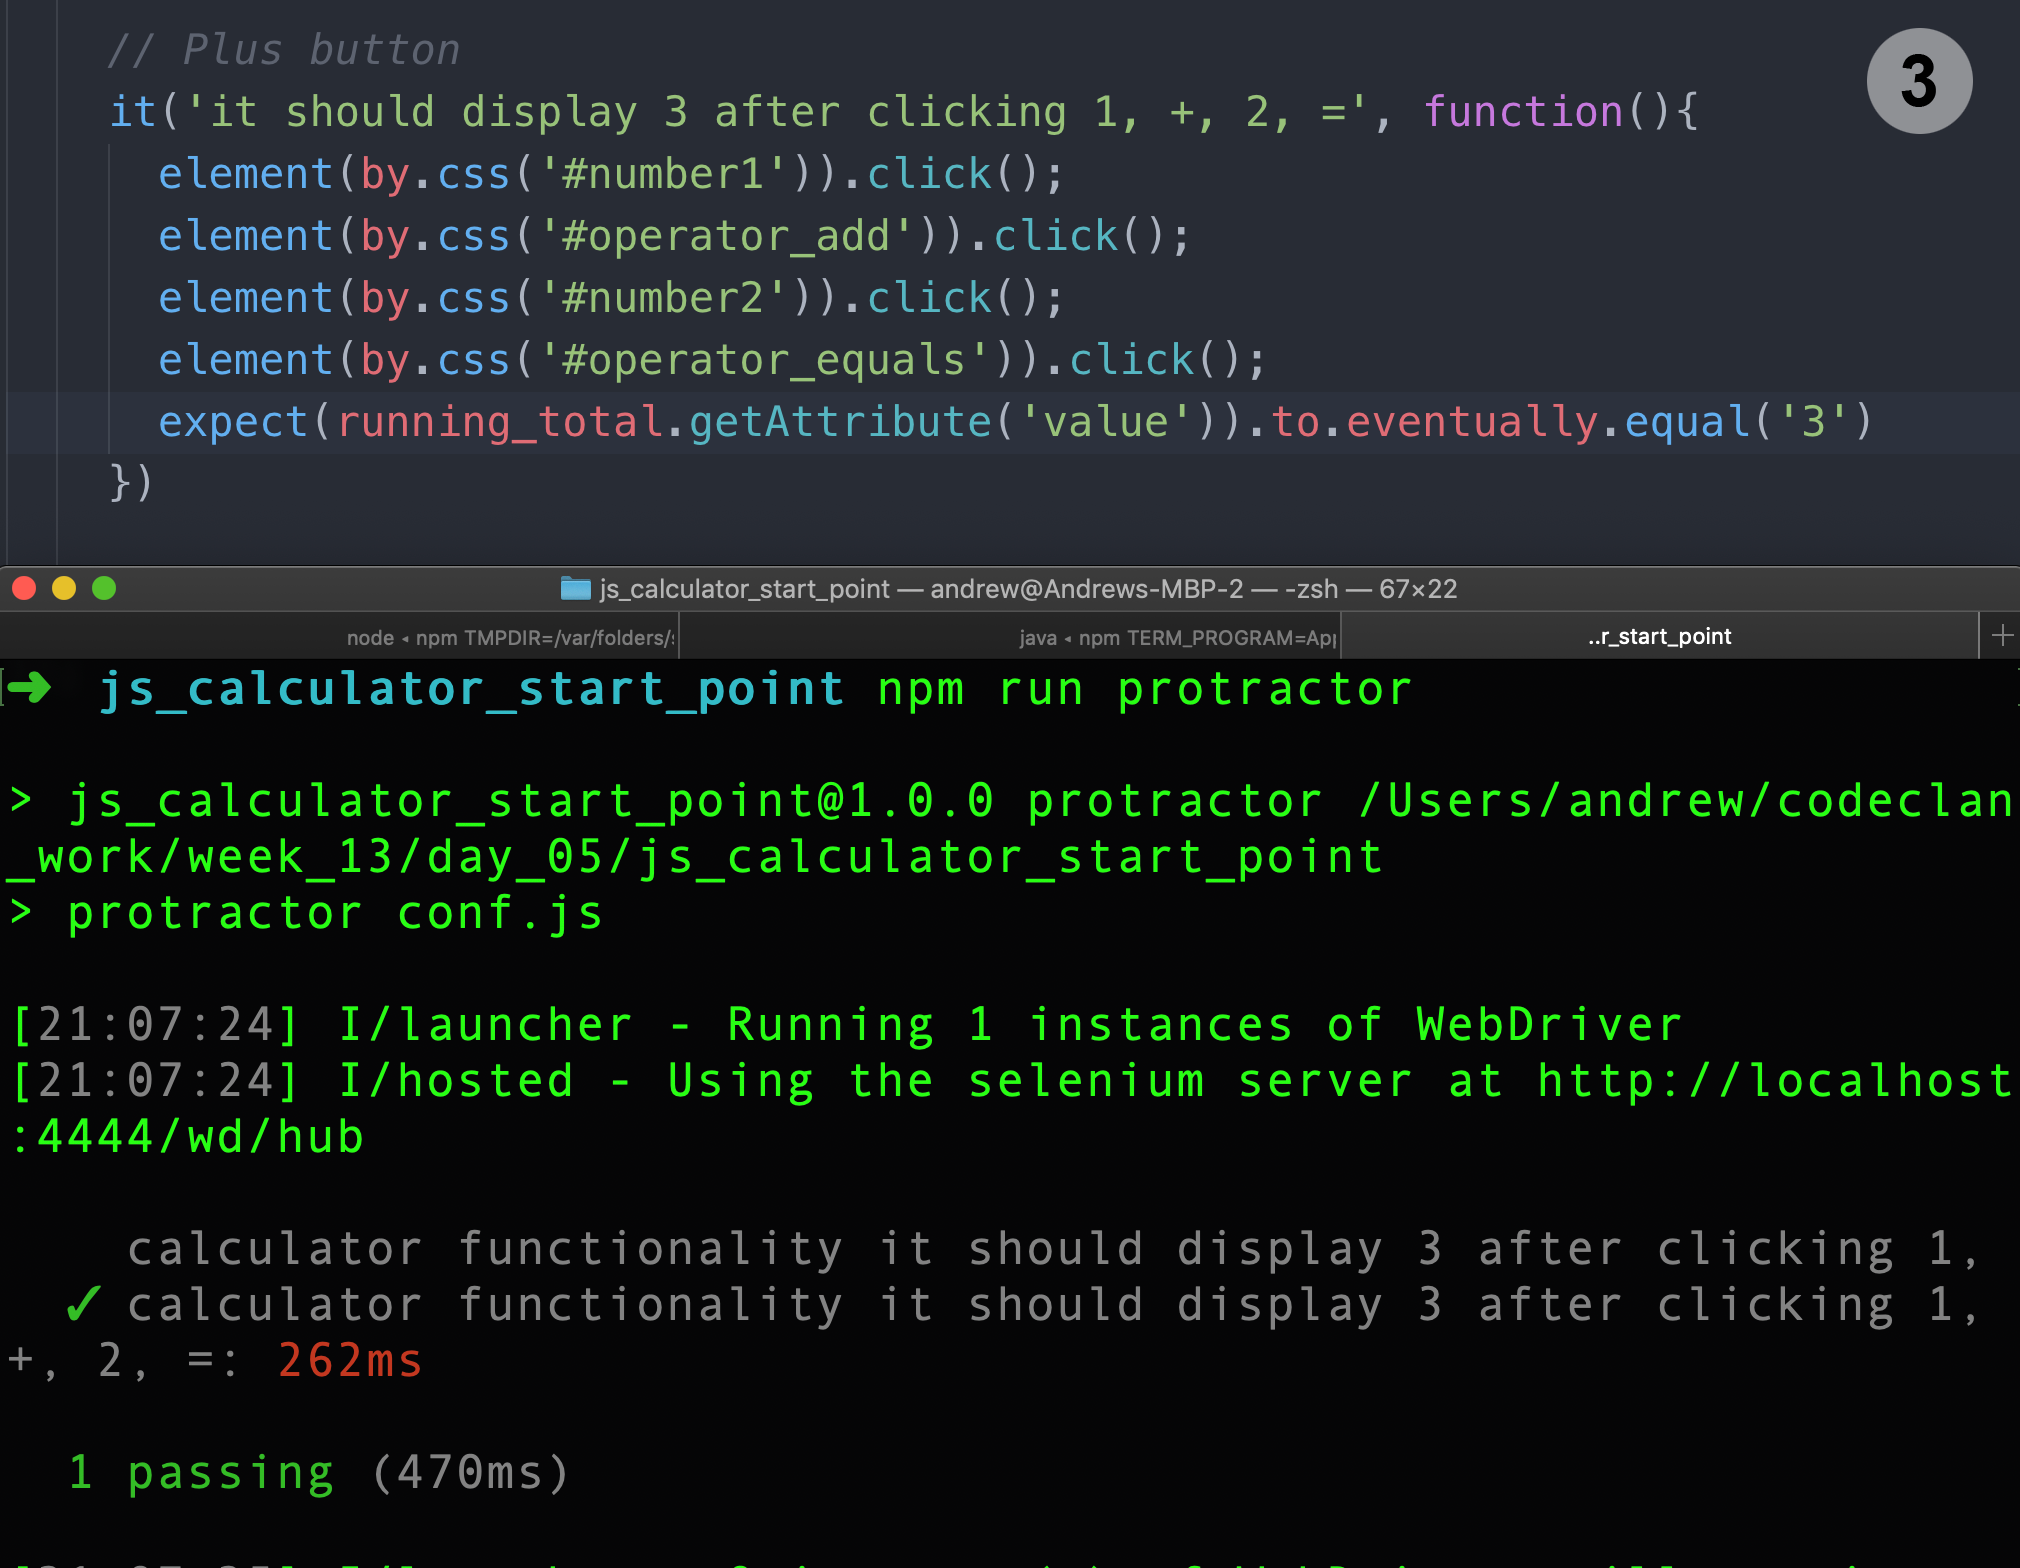 // Plus button
3
it('it should display 3 after clicking 1, +, 2, =', function(){
element(by.css('#number1')).click();
element(by.css('#operator_add')).click();
element(by.css('#number2')).click();
element(by.css('#operator_equals')).click();
expect(running_total.getAttribute('value')).to.eventually.equal('3')
})
js_calculator_start_point — andrew@Andrews-MBP-2 — -zsh — 67×22
node ◂ npm TMPDIR=/var/folders/
java ◂ npm TERM_PROGRAM=App
..r_start_point
+
➜ js_calculator_start_point npm run protractor
> js_calculator_start_point@1.0.0 protractor /Users/andrew/codeclan
_work/week_13/day_05/js_calculator_start_point
> protractor conf.js
[21:07:24] I/launcher - Running 1 instances of WebDriver
[21:07:24] I/hosted - Using the selenium server at http://localhost
:4444/wd/hub
calculator functionality it should display 3 after clicking 1,
✓ calculator functionality it should display 3 after clicking 1,
+, 2, =: 262ms
1 passing (470ms)